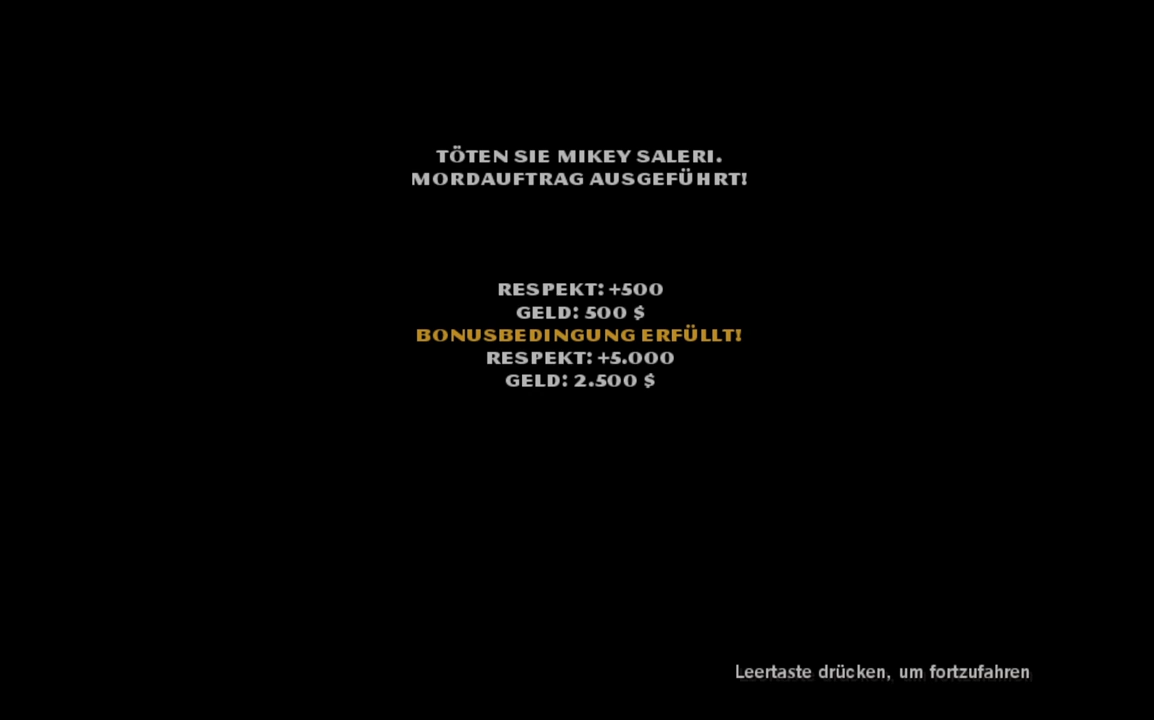 TÖTEN SIE MIKEY SALERI.
MORDAUFTRAG AUSGEFÜHRT!
RESPEKT: +500
GELD: 500 $
BONUSBEDINGUNG ERFÜLLT!
RESPEKT: +5.000
GELD: 2.500 $
Leertaste drücken, um fortzufahren